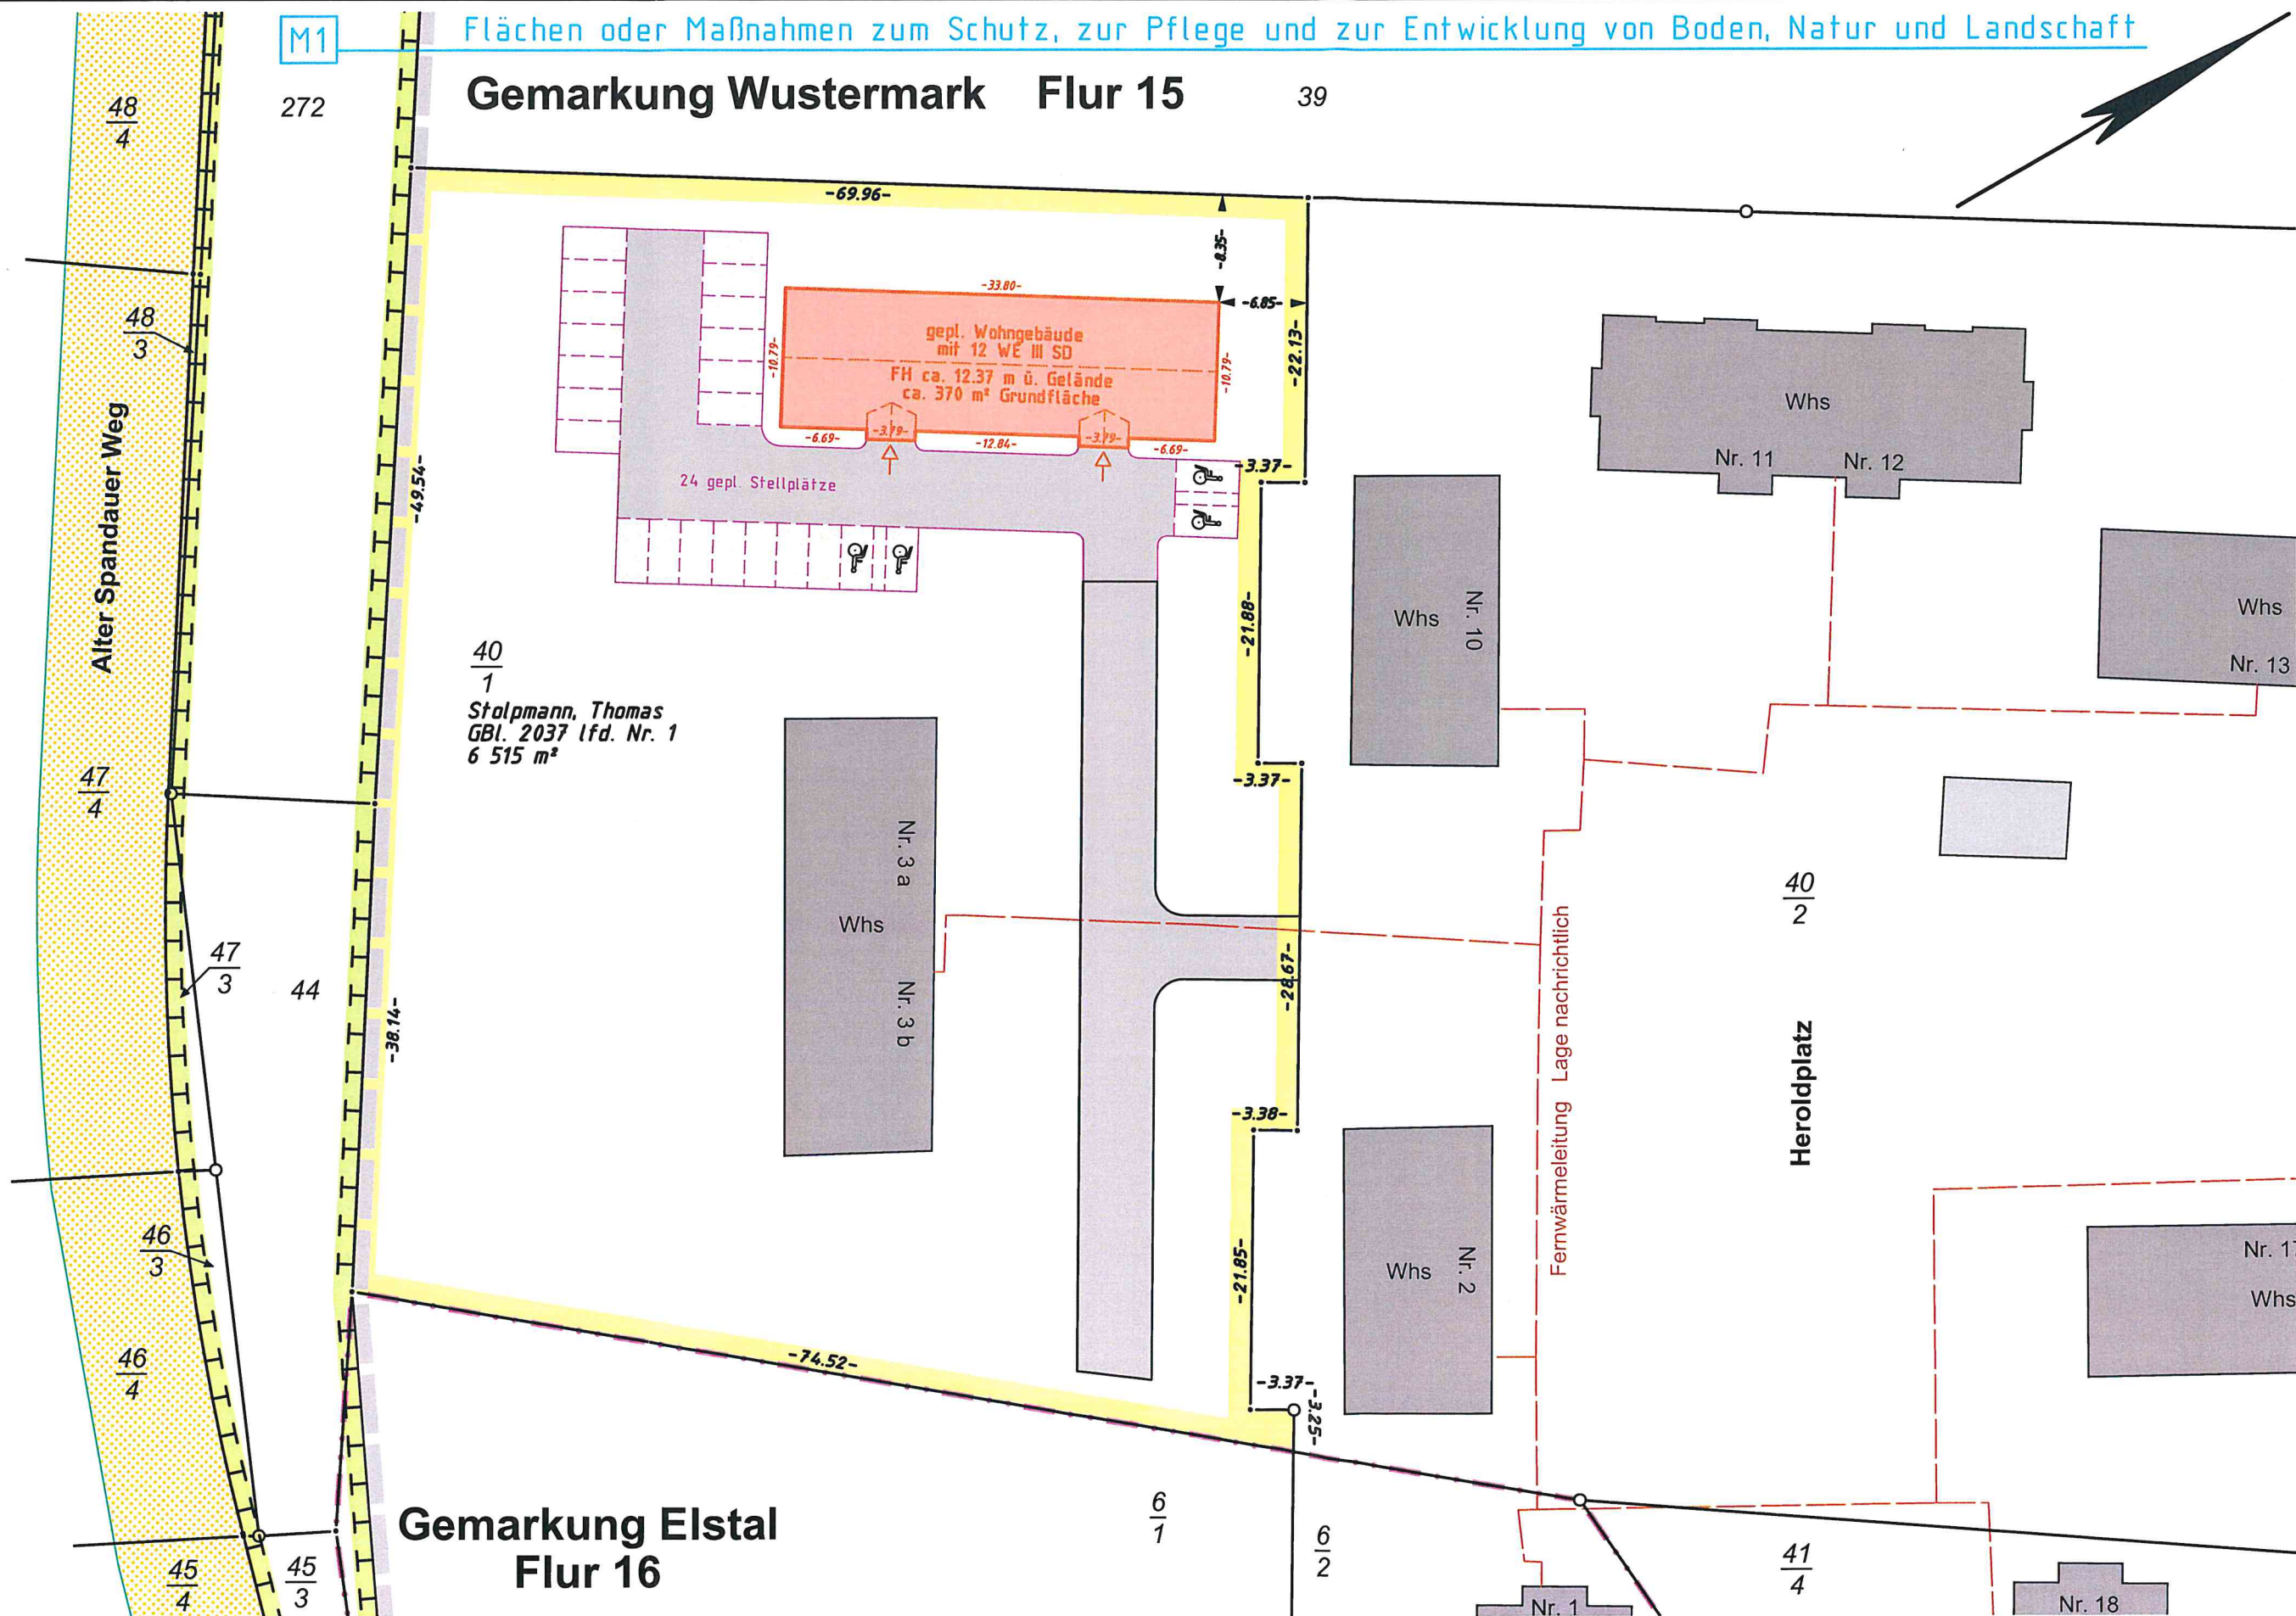 M1 Flächen oder Maßnahmen zum Schutz, zur Pflege und zur Entwicklung von Boden, Natur und Landschaft
Gemarkung Wustermark Flur 15
39
48
4
272
-69.96-
-8.35-
-6.85-
-33.80-
gepl. Wohngebäude
mit 12 WE III SD
FH ca. 12.37 m ü. Gelände
ca. 370 m² Grundfläche
-10.79-
-10.79-
-22.13-
48
3
Whs
Nr. 11
Nr. 12
-6.69-
-3.79-
-12.84-
-3.79-
-6.69-
-3.37-
24 gepl. Stellplätze
-49.54-
Alter Spandauer Weg
Whs
Nr. 10
-21.88-
Whs
Nr. 13
40
1
Stolpmann, Thomas
GBl. 2037 lfd. Nr. 1
6 515 m²
47
4
-3.37-
Nr. 3 a
Whs
Nr. 3 b
40
2
47
3
44
-28.67-
Fernwärmeleitung Lage nachrichtlich
-38.14-
Heroldplatz
-3.38-
46
3
-21.85-
Whs
Nr. 2
Nr. 17
Whs
46
4
-74.52-
-3.37-
-3.25-
Gemarkung Elstal
Flur 16
6
1
6
2
41
4
45
4
45
3
Nr. 1
Nr. 18